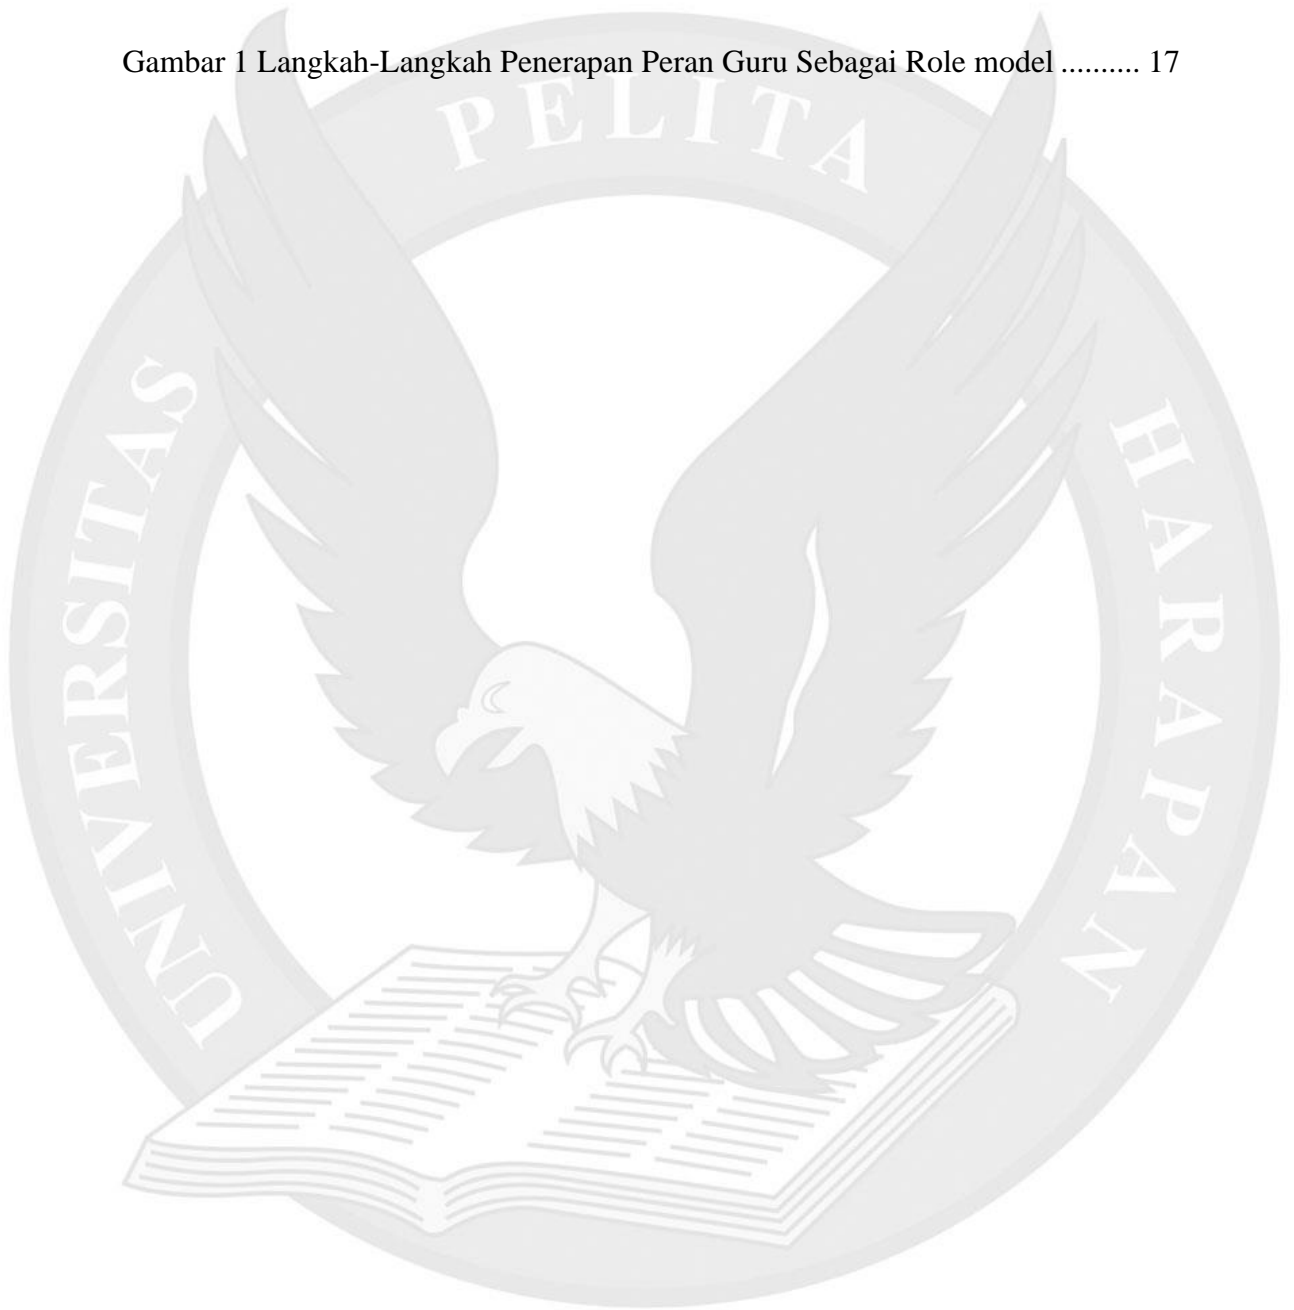 Gambar 1 Langkah-Langkah Penerapan Peran Guru Sebagai Role model .......... 17
UNIVERSITAS PELITA HARAPAN